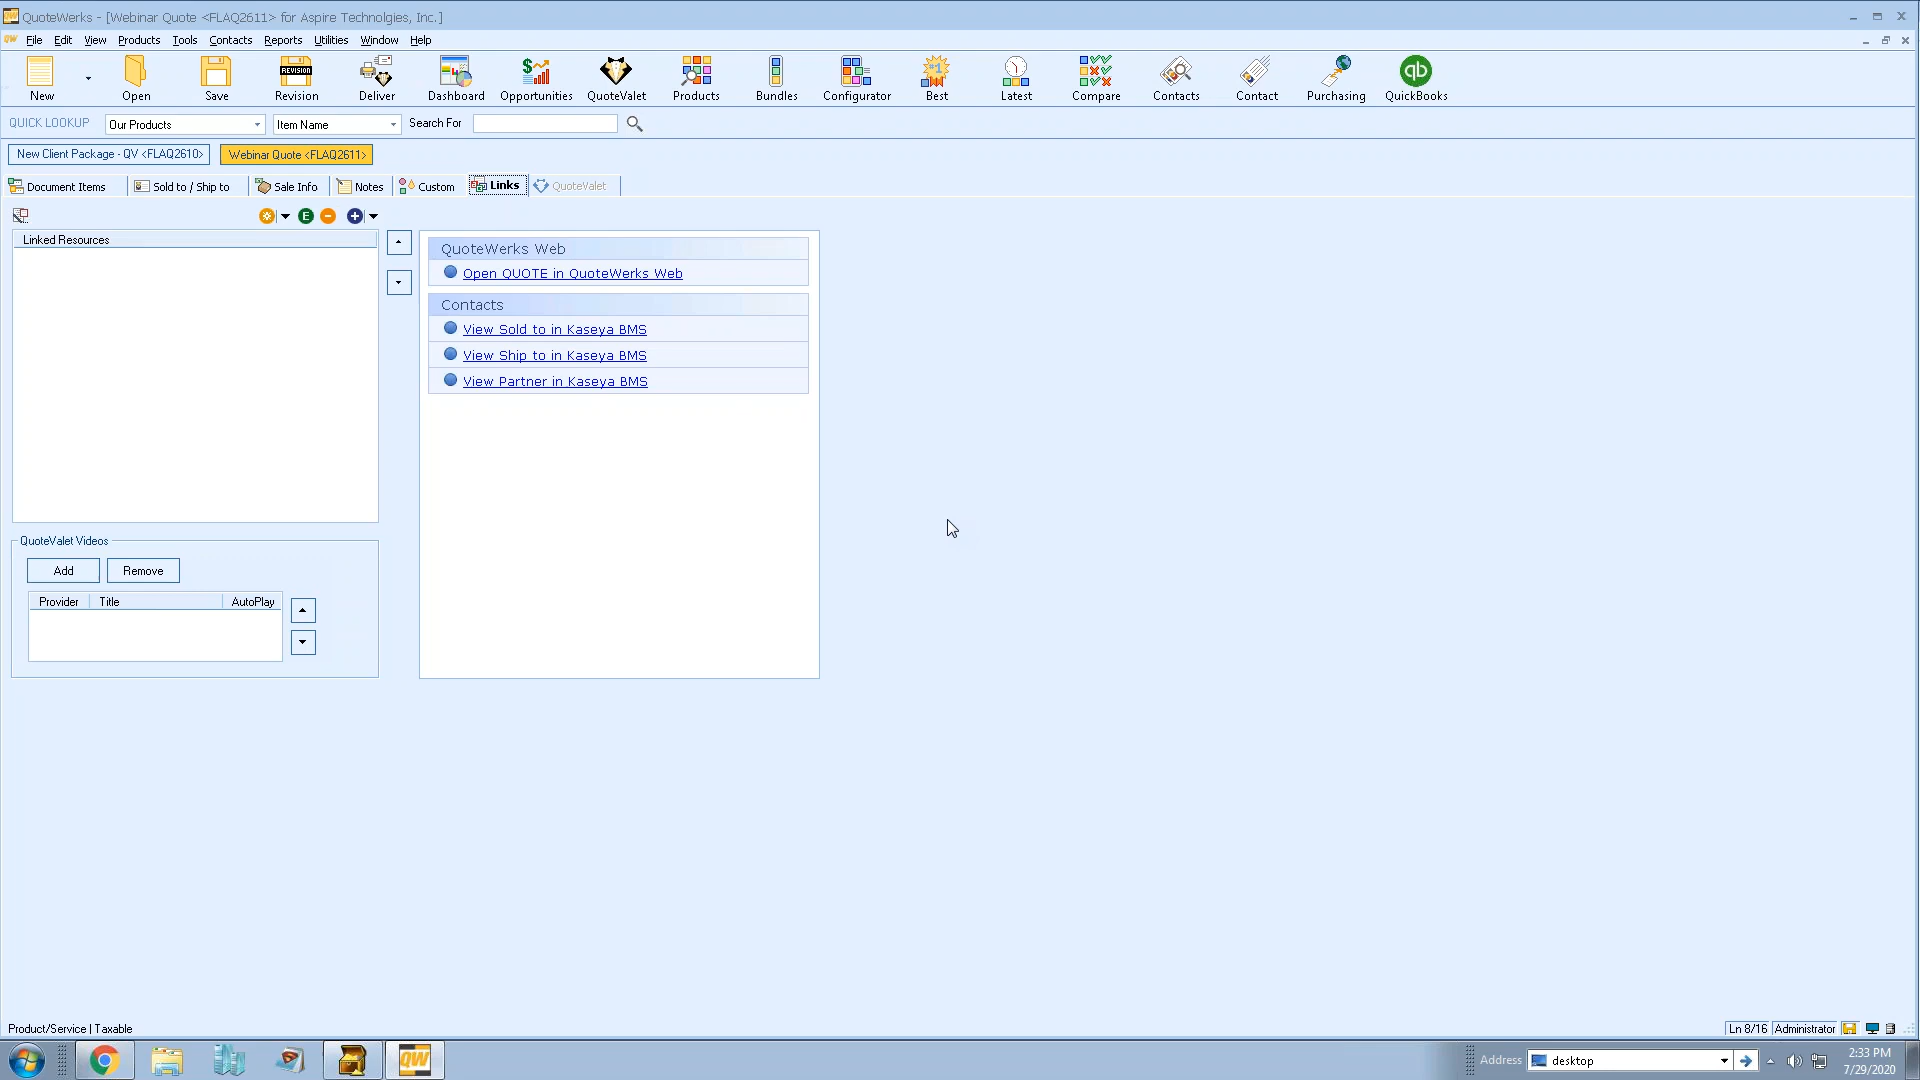 QuoteWerks - [Webinar Quote <FLAQ2611> for Aspire Technolgies, Inc.]
File Edit View Products Tools Contacts Reports Utilities Window Help
New Open Save Revision Deliver Dashboard Opportunities QuoteValet Products Bundles Configurator Best Latest Compare Contacts Contact Purchasing QuickBooks
QUICK LOOKUP Our Products Item Name Search For
New Client Package - QV <FLAQ2610> Webinar Quote <FLAQ2611>
Document Items Sold to / Ship to Sale Info Notes Custom Links QuoteValet
Linked Resources
QuoteWerks Web
Open QUOTE in QuoteWerks Web
Contacts
View Sold to in Kaseya BMS
View Ship to in Kaseya BMS
View Partner in Kaseya BMS
QuoteValet Videos
Add Remove
Provider Title AutoPlay
Product/Service | Taxable Ln 8/16 Administrator
Address desktop 2:33 PM
7/29/2020